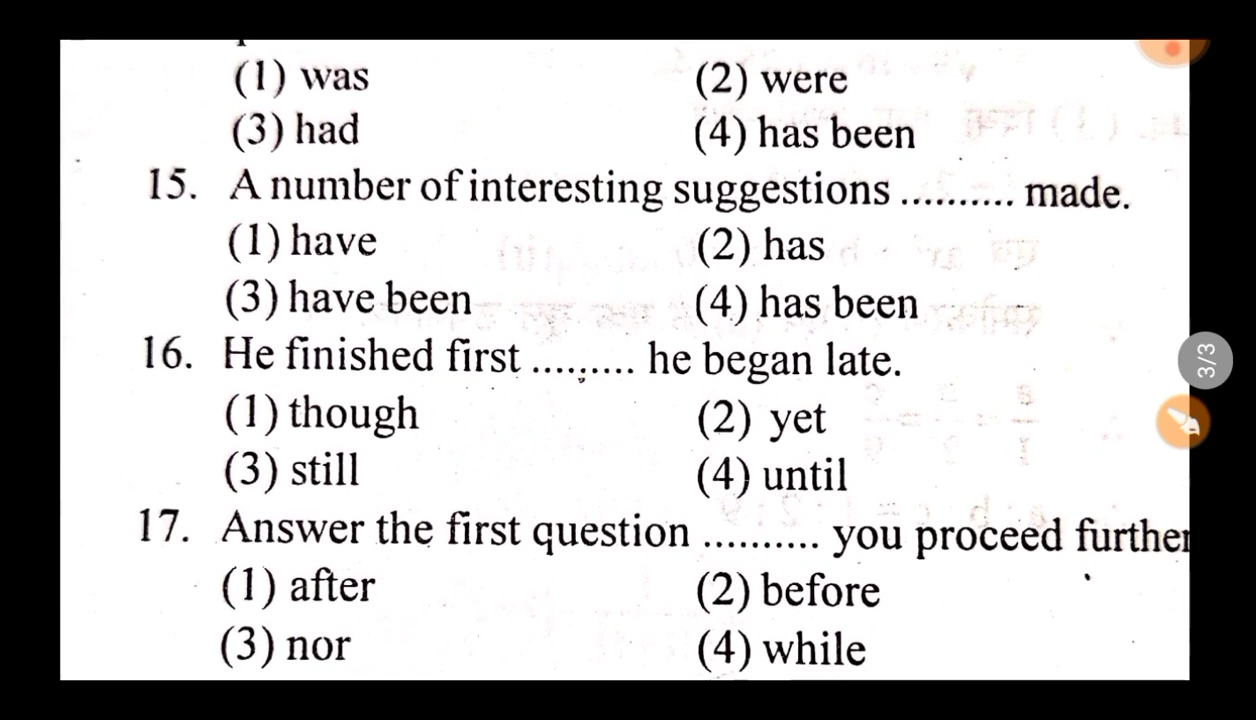 (1) was (2) were
(3) had (4) has been
15. A number of interesting suggestions .......... made.
(1) have (2) has
(3) have been (4) has been
16. He finished first ......... he began late.
(1) though (2) yet
(3) still (4) until
17. Answer the first question .......... you proceed further
(1) after (2) before
(3) nor (4) while
3/3